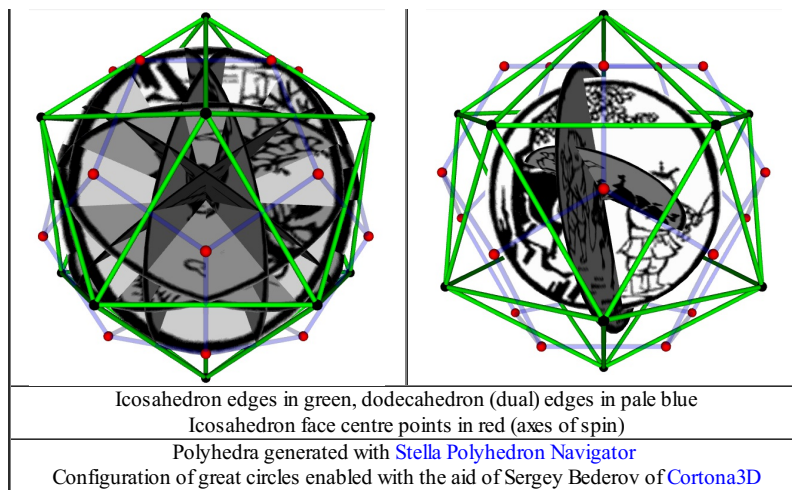 Icosahedron edges in green, dodecahedron (dual) edges in pale blue
Icosahedron face centre points in red (axes of spin)
Polyhedra generated with Stella Polyhedron Navigator
Configuration of great circles enabled with the aid of Sergey Bederov of Cortona3D